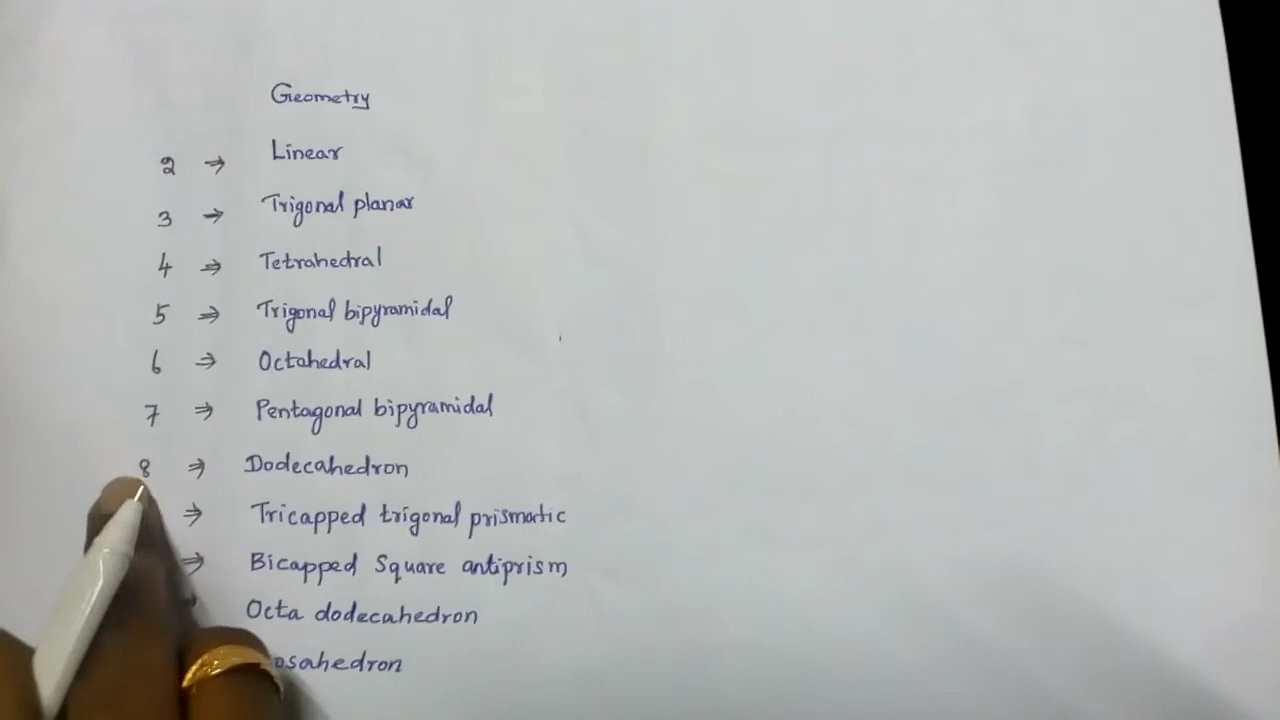 Geometry
2 ⇒ Linear
3 ⇒ Trigonal planar
4 ⇒ Tetrahedral
5 ⇒ Trigonal bipyramidal
6 ⇒ Octahedral
7 ⇒ Pentagonal bipyramidal
8 ⇒ Dodecahedron
⇒ Tricapped trigonal prismatic
⇒ Bicapped Square antiprism
Octa dodecahedron
osahedron